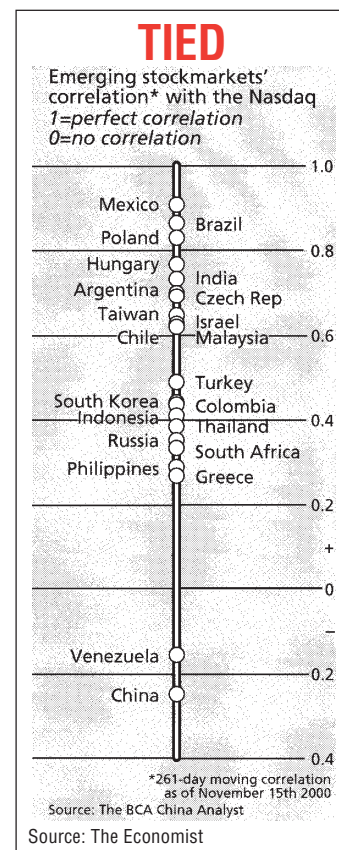 TIED
Emerging stockmarkets'
correlation* with the Nasdaq
1=perfect correlation
0=no correlation
1.0
Mexico
Brazil
Poland
0.8
Hungary
India
Argentina
Czech Rep
Taiwan
Israel
Chile
Malaysia
0.6
Turkey
South Korea
Colombia
Indonesia
0.4
Thailand
Russia
South Africa
Philippines
Greece
0.2
+
0
–
Venezuela
0.2
China
0.4
*261-day moving correlation
as of November 15th 2000
Source: The BCA China Analyst
Source: The Economist